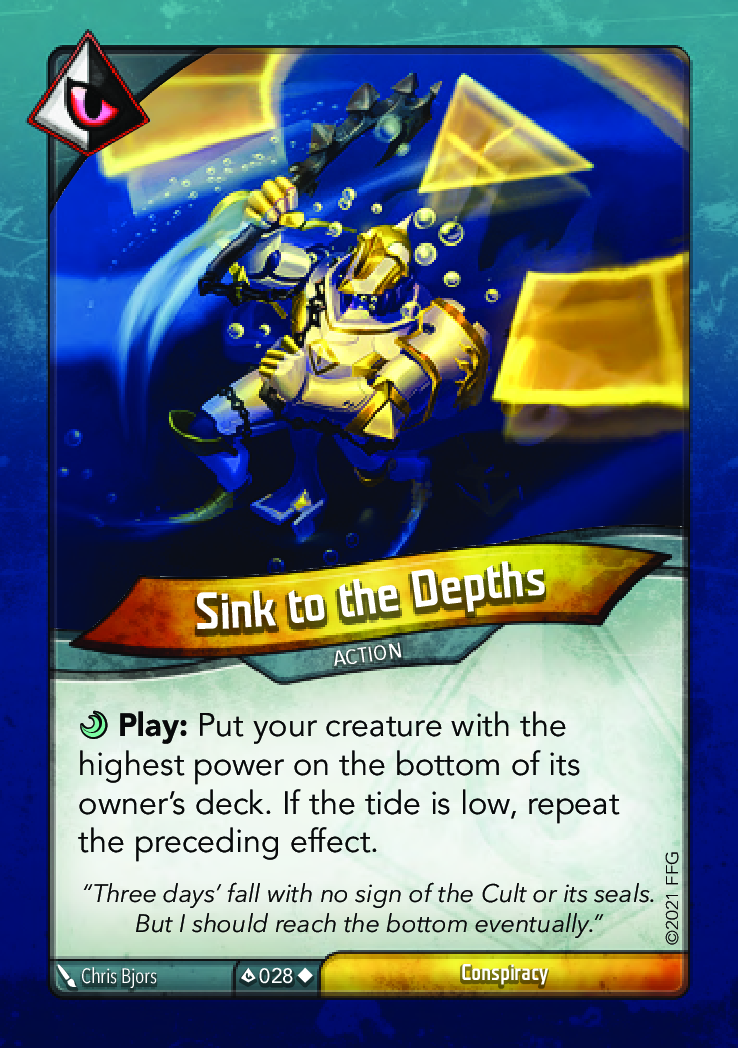 Sink to the Depths
ACTION
Play: Put your creature with the
highest power on the bottom of its
owner’s deck. If the tide is low, repeat
the preceding effect.
“Three days’ fall with no sign of the Cult or its seals.
But I should reach the bottom eventually.”
©2021 FFG
Chris Bjors
028
Conspiracy